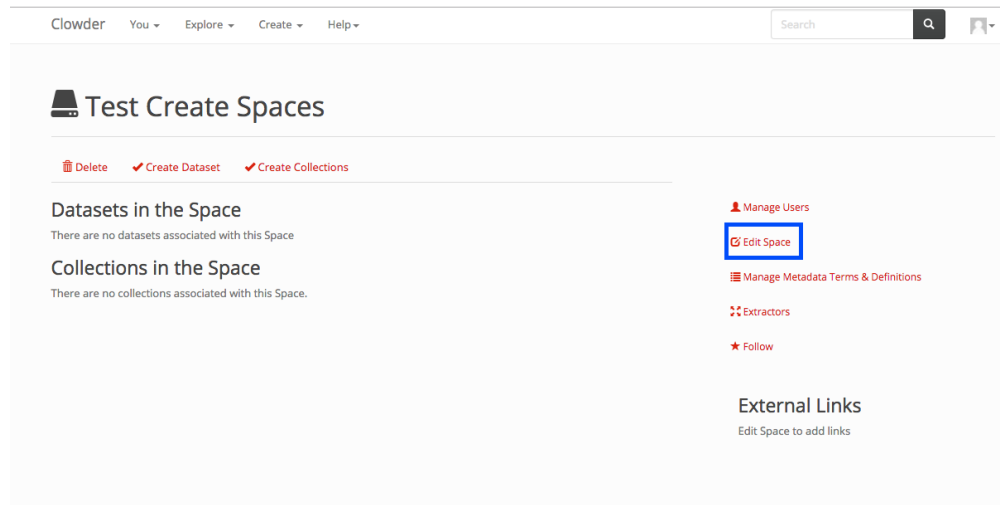 Clowder You Explore Create Help Search
Test Create Spaces
Delete Create Dataset Create Collections
Datasets in the Space
There are no datasets associated with this Space
Collections in the Space
There are no collections associated with this Space.
Manage Users
Edit Space
Manage Metadata Terms & Definitions
Extractors
Follow
External Links
Edit Space to add links